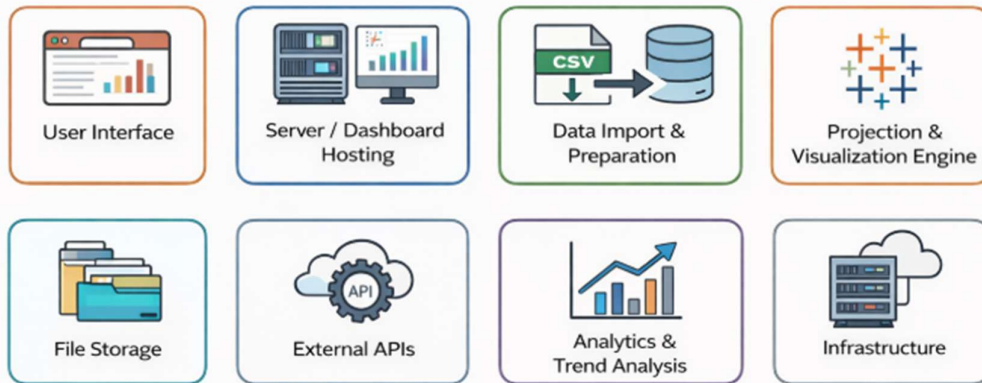 User Interface
Server / Dashboard
Hosting
API
CSV
Data Import &
Preparation
Projection &
Visualization Engine
File Storage
API
External APIs
Analytics &
Trend Analysis
Infrastructure